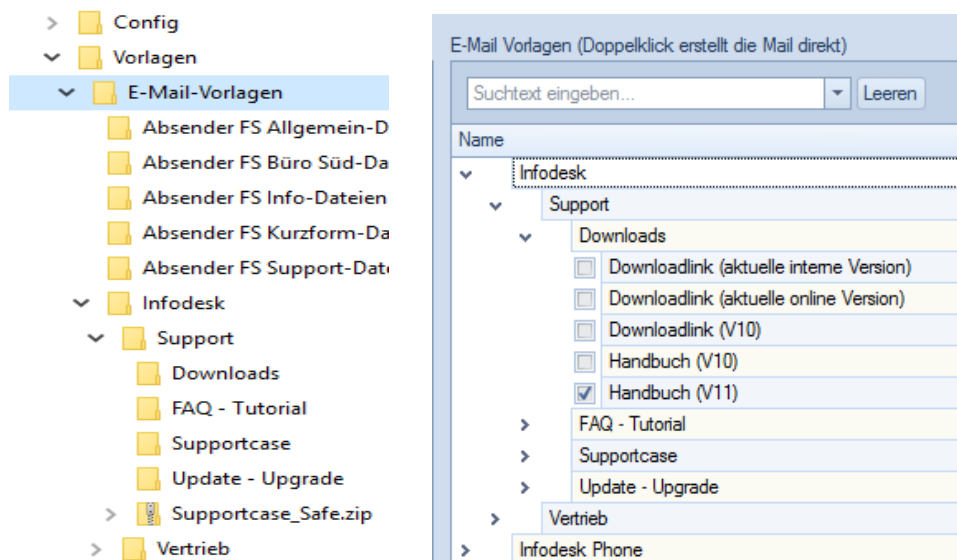 Config
Vorlagen
E-Mail-Vorlagen
Absender FS Allgemein-D
Absender FS Büro Süd-Da
Absender FS Info-Dateien
Absender FS Kurzform-Da
Absender FS Support-Date
Infodesk
Support
Downloads
FAQ - Tutorial
Supportcase
Update - Upgrade
Supportcase_Safe.zip
Vertrieb
E-Mail Vorlagen (Doppelklick erstellt die Mail direkt)
Suchtext eingeben... Leeren
Name
Infodesk
Support
Downloads
Downloadlink (aktuelle interne Version)
Downloadlink (aktuelle online Version)
Downloadlink (V10)
Handbuch (V10)
Handbuch (V11)
FAQ - Tutorial
Supportcase
Update - Upgrade
Vertrieb
Infodesk Phone